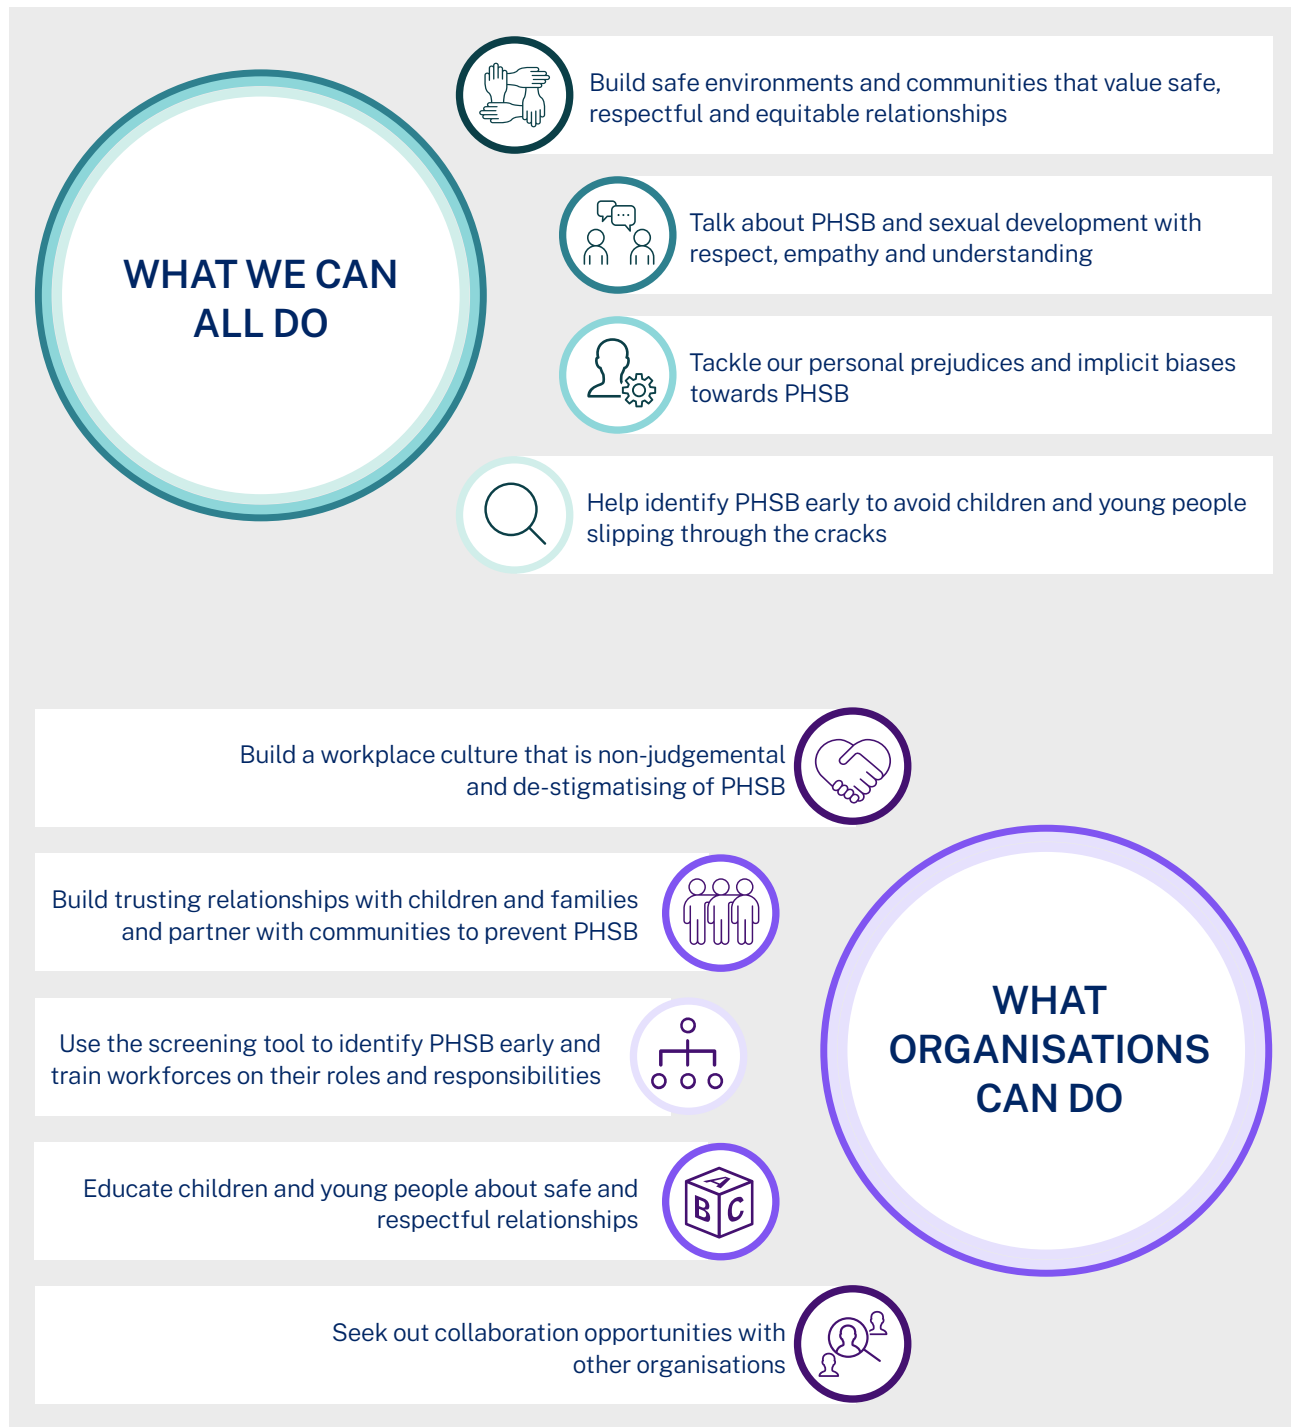 WHAT WE CAN
ALL DO
Build safe environments and communities that value safe,
respectful and equitable relationships
Talk about PHSB and sexual development with
respect, empathy and understanding
Tackle our personal prejudices and implicit biases
towards PHSB
Help identify PHSB early to avoid children and young people
slipping through the cracks
WHAT
ORGANISATIONS
CAN DO
Build a workplace culture that is non-judgemental
and de-stigmatising of PHSB
Build trusting relationships with children and families
and partner with communities to prevent PHSB
Use the screening tool to identify PHSB early and
train workforces on their roles and responsibilities
Educate children and young people about safe and
respectful relationships
A
B C
Seek out collaboration opportunities with
other organisations